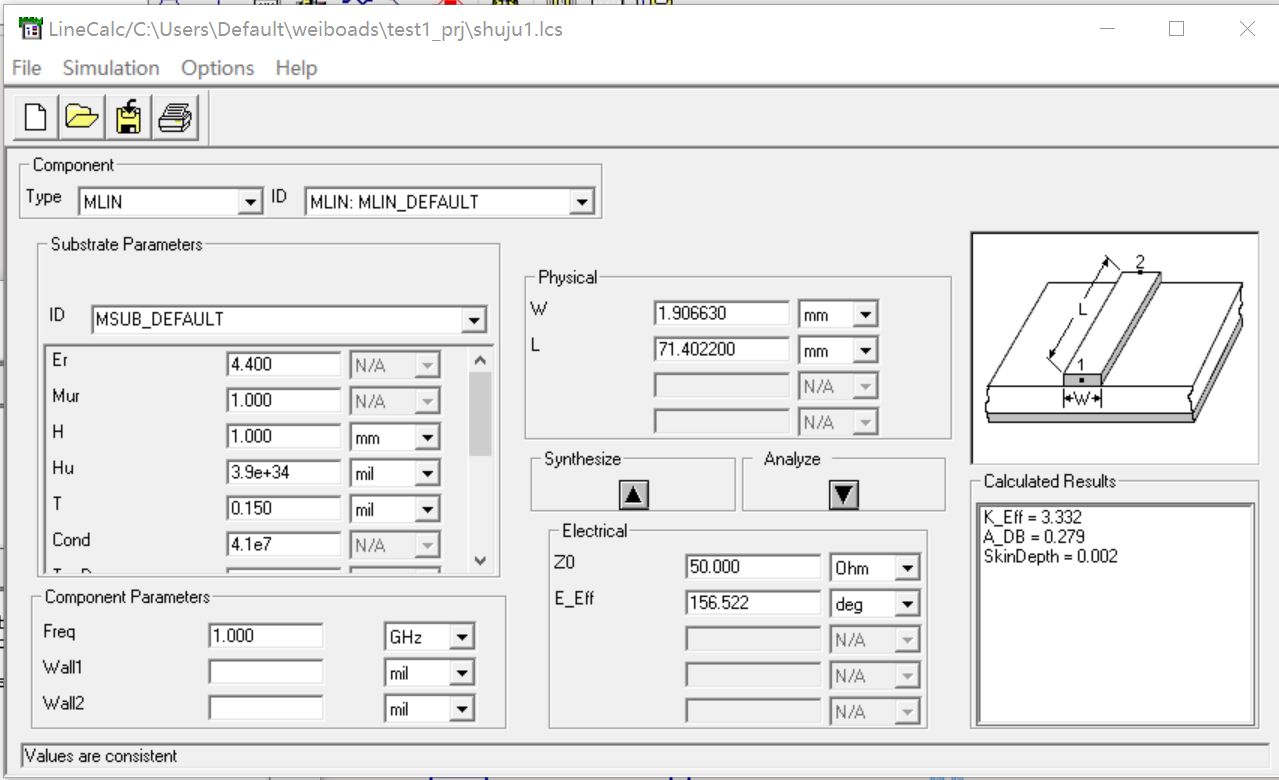 LineCalc/C:\Users\Default\weiboads\test1_prj\shuju1.lcs
File Simulation Options Help
Component
Type MLIN ID MLIN: MLIN_DEFAULT
Substrate Parameters
ID MSUB_DEFAULT
Er 4.400 N/A
Mur 1.000 N/A
H 1.000 mm
Hu 3.9e+34 mil
T 0.150 mil
Cond 4.1e7 N/A
Component Parameters
Freq 1.000 GHz
Wall1 mil
Wall2 mil
Physical
W 1.906630 mm
L 71.402200 mm
N/A
N/A
Synthesize Analyze
Electrical
Z0 50.000 Ohm
E_Eff 156.522 deg
N/A
N/A
N/A
2
L
1
W
Calculated Results
K_Eff = 3.332
A_DB = 0.279
SkinDepth = 0.002
Values are consistent